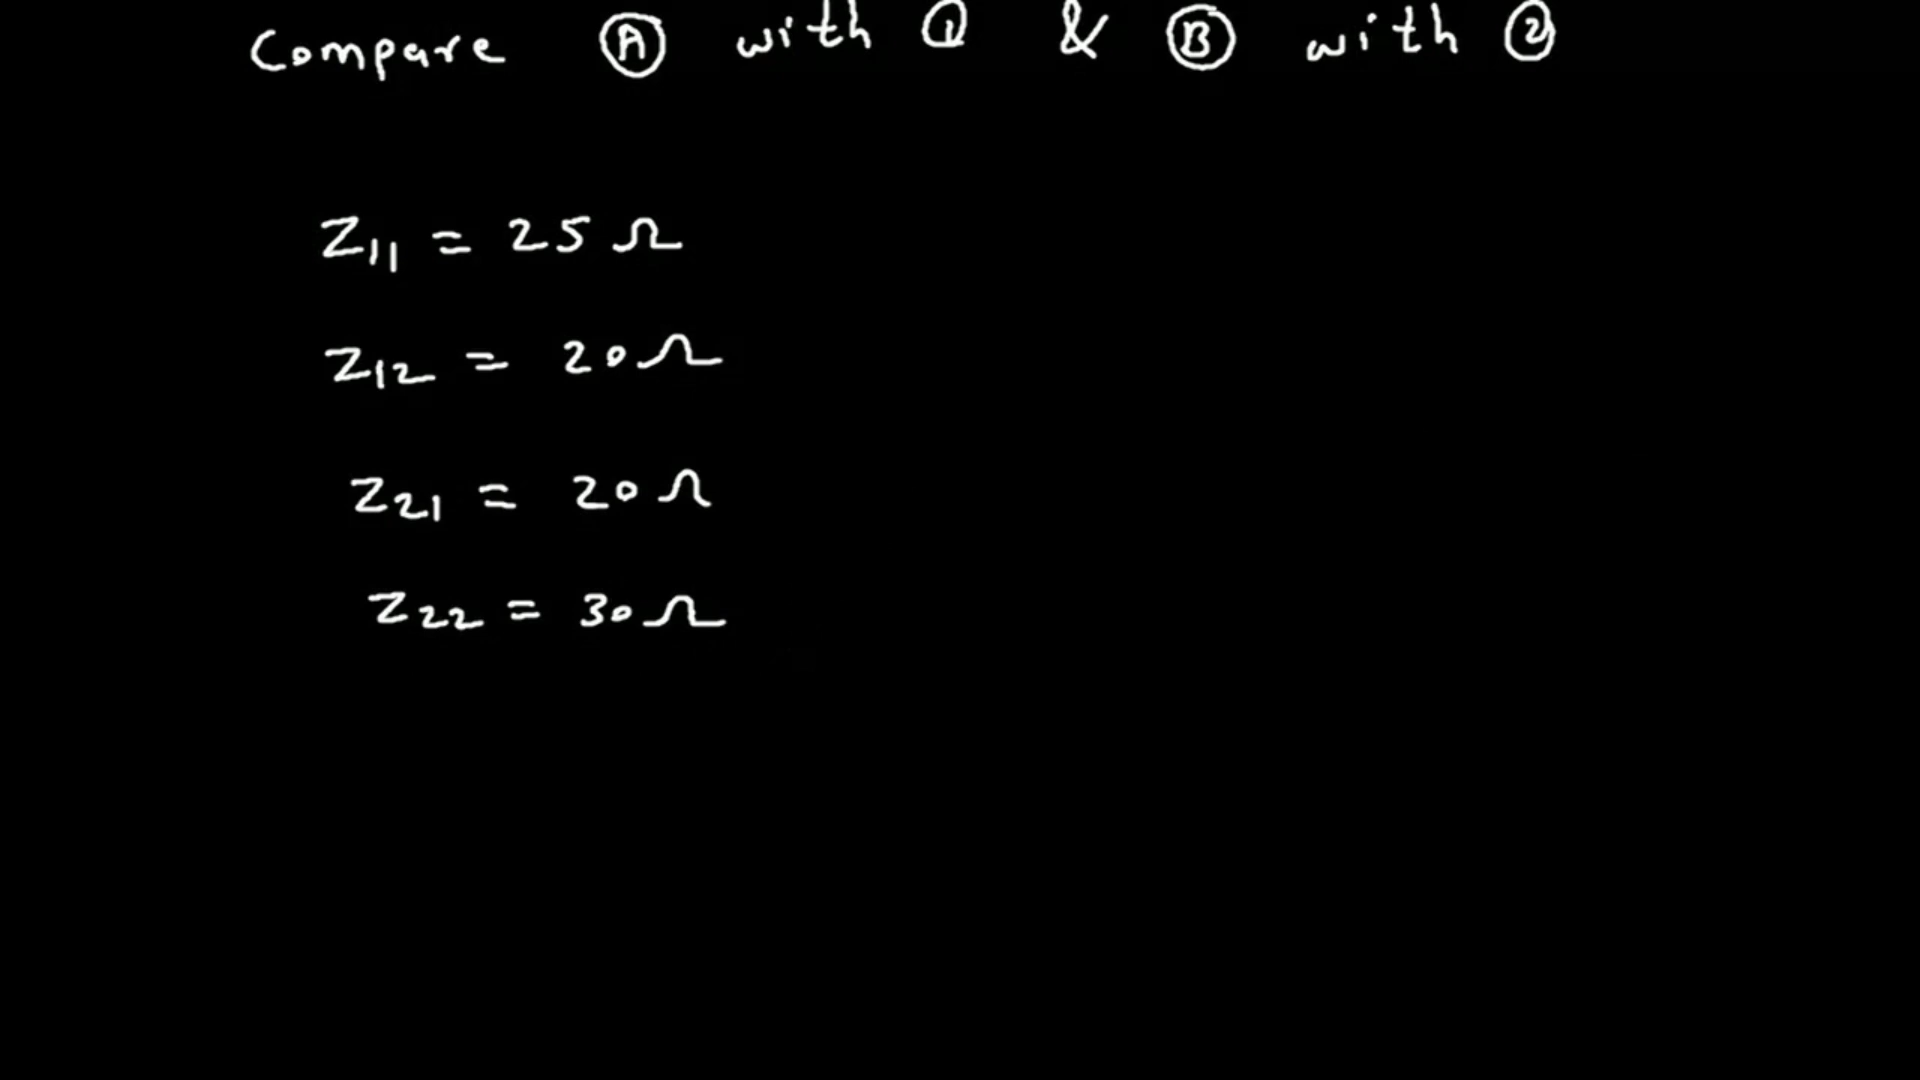 Compare Ⓐ with ① & Ⓑ with ②
Z₁₁ = 25 Ω
Z₁₂ = 20 Ω
Z₂₁ = 20 Ω
Z₂₂ = 30 Ω